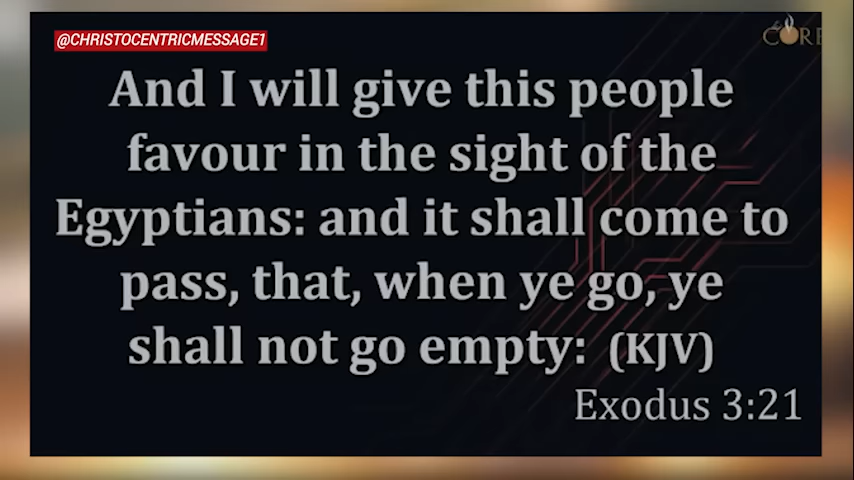 @CHRISTOCENTRICMESSAGE1
And I will give this people
favour in the sight of the
Egyptians: and it shall come to
pass, that, when ye go, ye
shall not go empty: (KJV)
Exodus 3:21